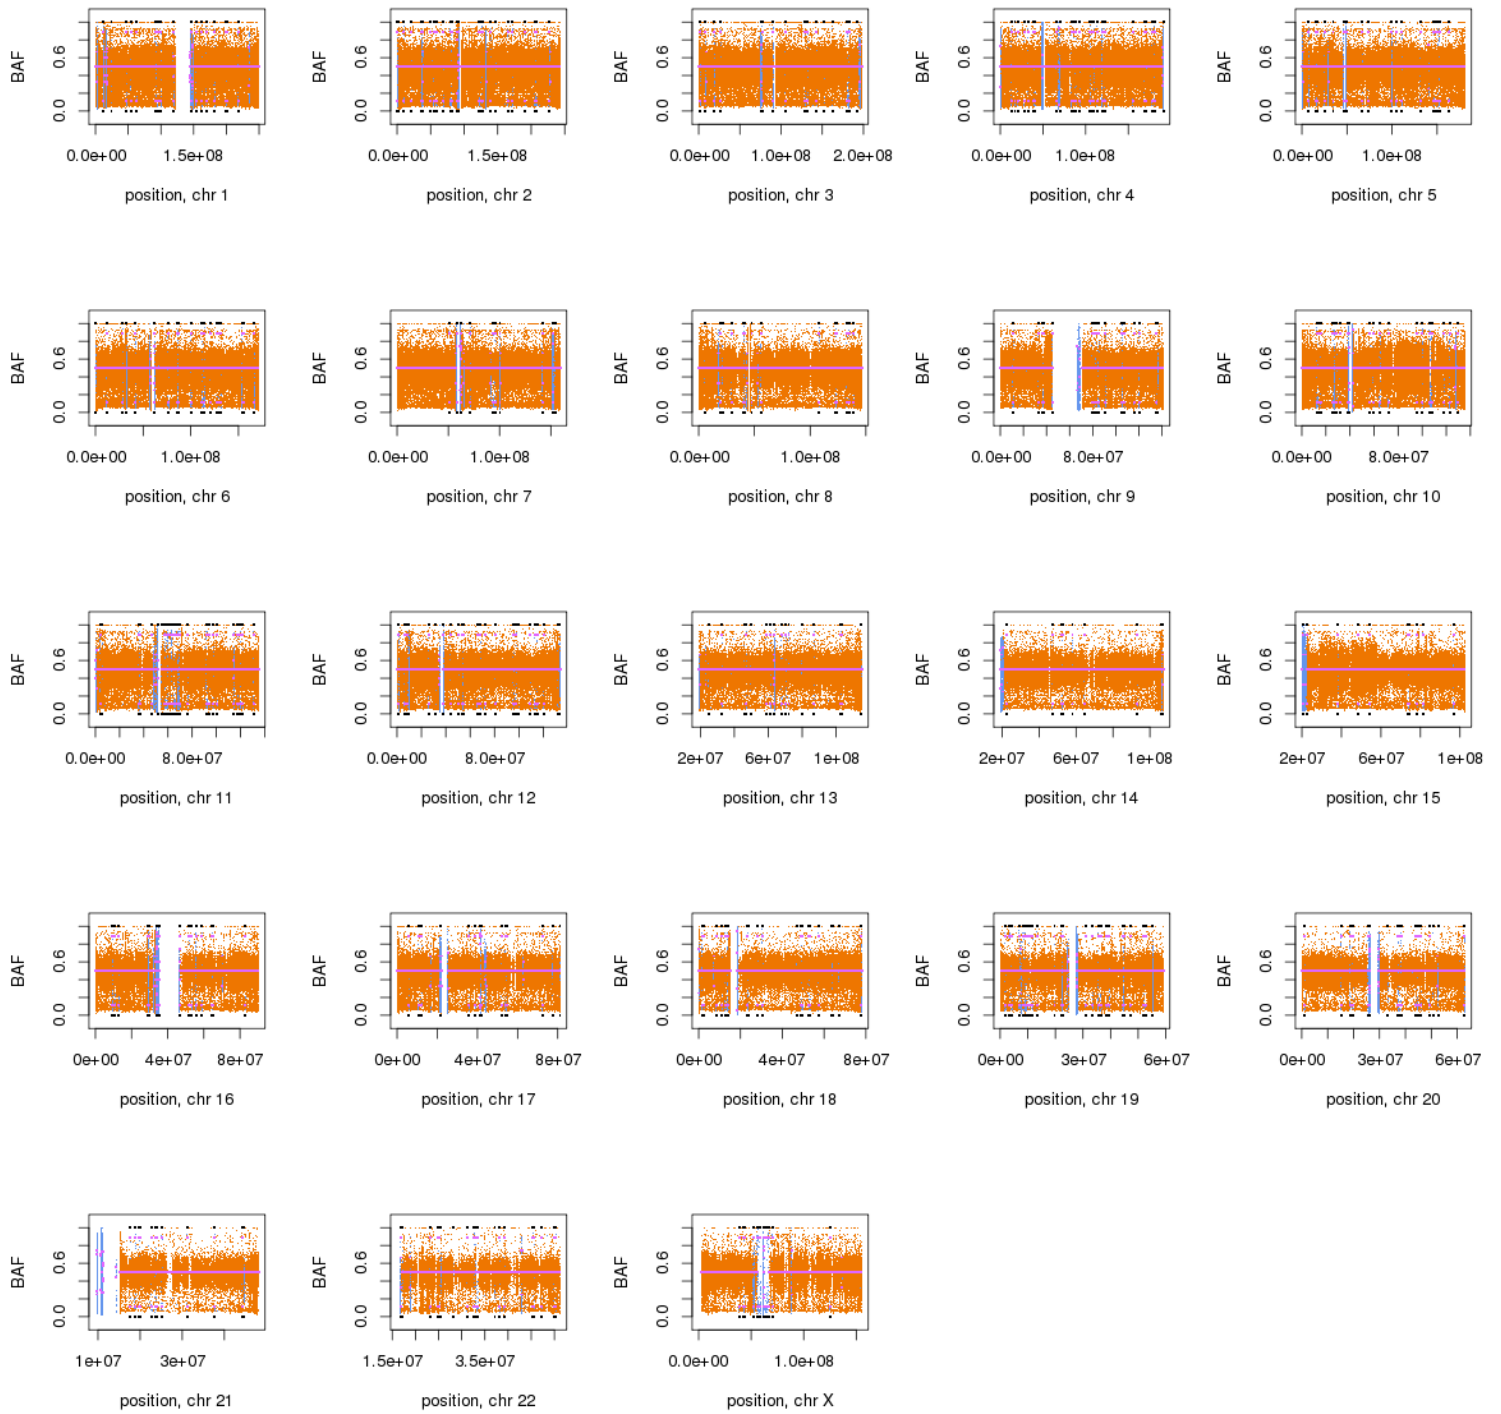 BAF
0.0 0.6
0.0e+00 1.5e+08
position, chr 1
BAF
0.0 0.6
0.0e+00 1.5e+08
position, chr 2
BAF
0.0 0.6
0.0e+00 1.0e+08 2.0e+08
position, chr 3
BAF
0.0 0.6
0.0e+00 1.0e+08
position, chr 4
BAF
0.0 0.6
0.0e+00 1.0e+08
position, chr 5
BAF
0.0 0.6
0.0e+00 1.0e+08
position, chr 6
BAF
0.0 0.6
0.0e+00 1.0e+08
position, chr 7
BAF
0.0 0.6
0.0e+00 1.0e+08
position, chr 8
BAF
0.0 0.6
0.0e+00 8.0e+07
position, chr 9
BAF
0.0 0.6
0.0e+00 8.0e+07
position, chr 10
BAF
0.0 0.6
0.0e+00 8.0e+07
position, chr 11
BAF
0.0 0.6
0.0e+00 8.0e+07
position, chr 12
BAF
0.0 0.6
2e+07 6e+07 1e+08
position, chr 13
BAF
0.0 0.6
2e+07 6e+07 1e+08
position, chr 14
BAF
0.0 0.6
2e+07 6e+07 1e+08
position, chr 15
BAF
0.0 0.6
0e+00 4e+07 8e+07
position, chr 16
BAF
0.0 0.6
0e+00 4e+07 8e+07
position, chr 17
BAF
0.0 0.6
0e+00 4e+07 8e+07
position, chr 18
BAF
0.0 0.6
0e+00 3e+07 6e+07
position, chr 19
BAF
0.0 0.6
0e+00 3e+07 6e+07
position, chr 20
BAF
0.0 0.6
1e+07 3e+07
position, chr 21
BAF
0.0 0.6
1.5e+07 3.5e+07
position, chr 22
BAF
0.0 0.6
0.0e+00 1.0e+08
position, chr X